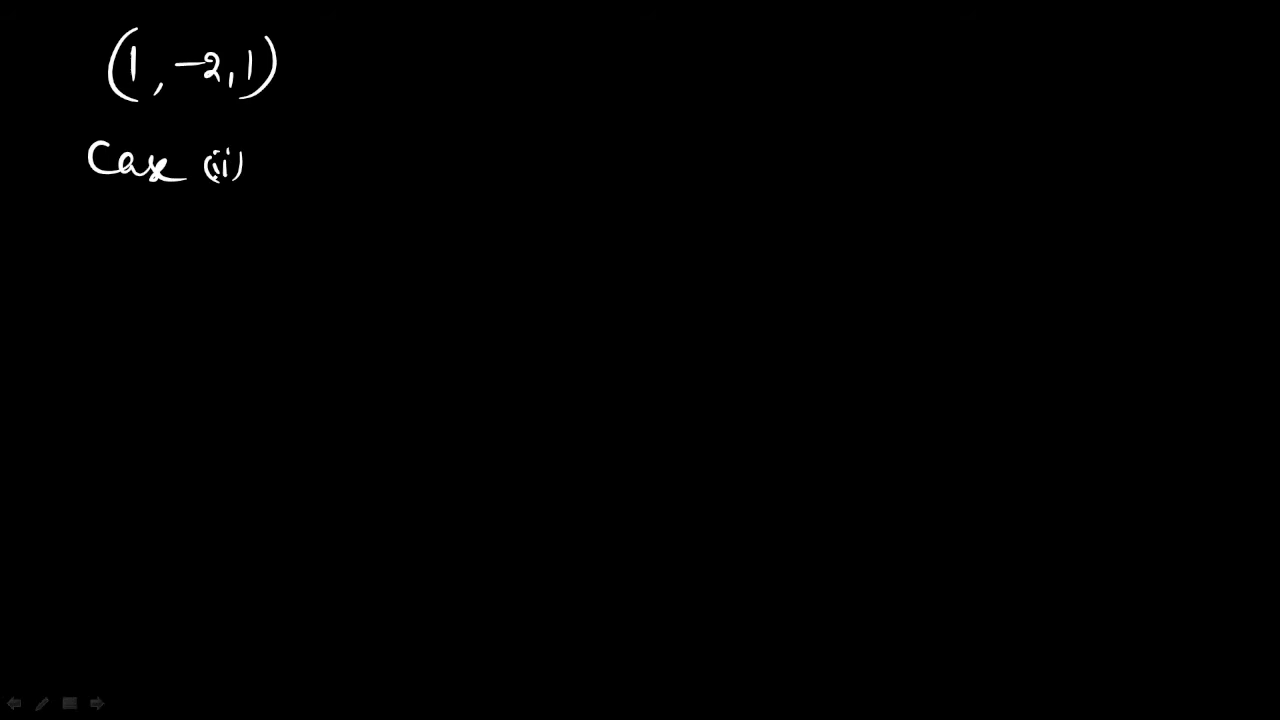 (1, -2, 1)
Case (ii)